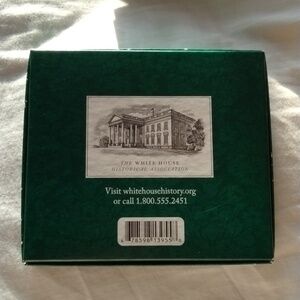 THE WHITE HOUSE
HISTORICAL ASSOCIATION
Visit whitehousehistory.org
or call 1.800.555.2451